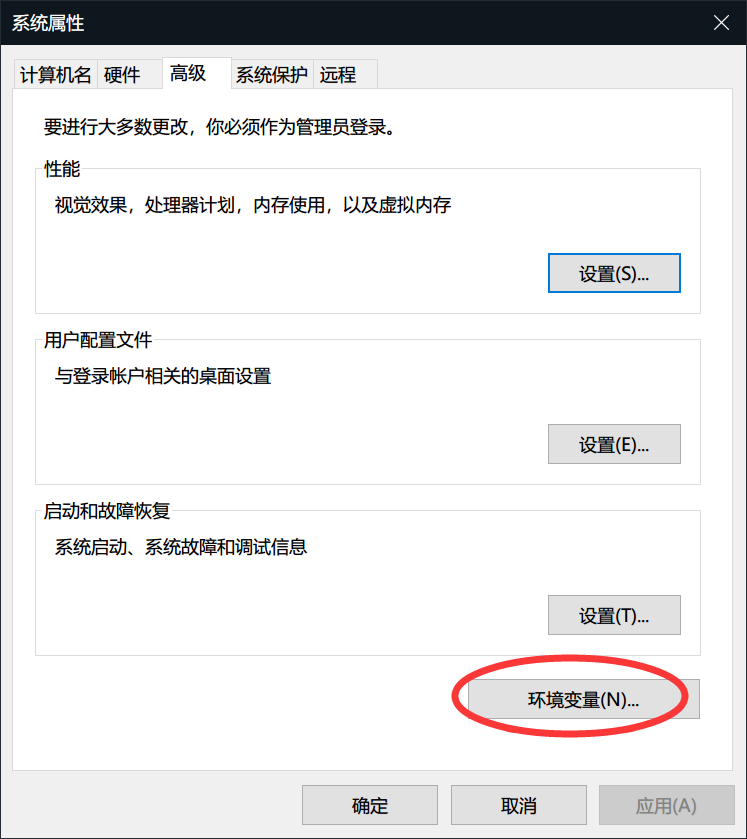 系统属性
计算机名 硬件 高级 系统保护 远程
要进行大多数更改，你必须作为管理员登录。
性能
视觉效果，处理器计划，内存使用，以及虚拟内存
设置(S)...
用户配置文件
与登录帐户相关的桌面设置
设置(E)...
启动和故障恢复
系统启动、系统故障和调试信息
设置(T)...
环境变量(N)...
确定 取消 应用(A)